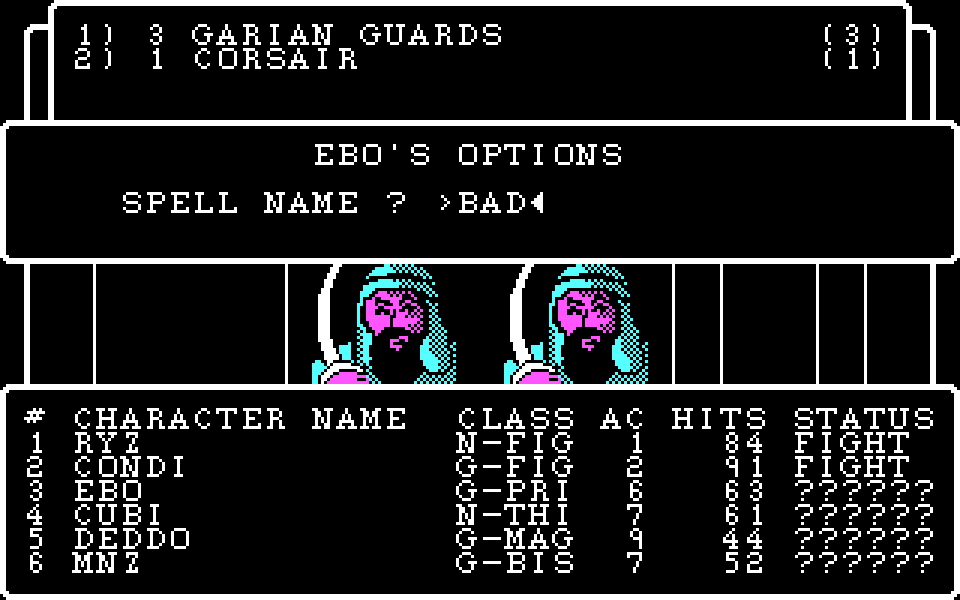 1) 3 GARIAN GUARDS (3)
2) 1 CORSAIR (1)
EBO'S OPTIONS
SPELL NAME ? >BAD◄
# CHARACTER NAME CLASS AC HITS STATUS
1 RYZ N-FIG 1 84 FIGHT
2 CONDI G-FIG 2 91 FIGHT
3 EBO G-PRI 6 63 ??????
4 CUBI N-THI 7 61 ??????
5 DEDDO G-MAG 9 44 ??????
6 MNZ G-BIS 7 52 ??????